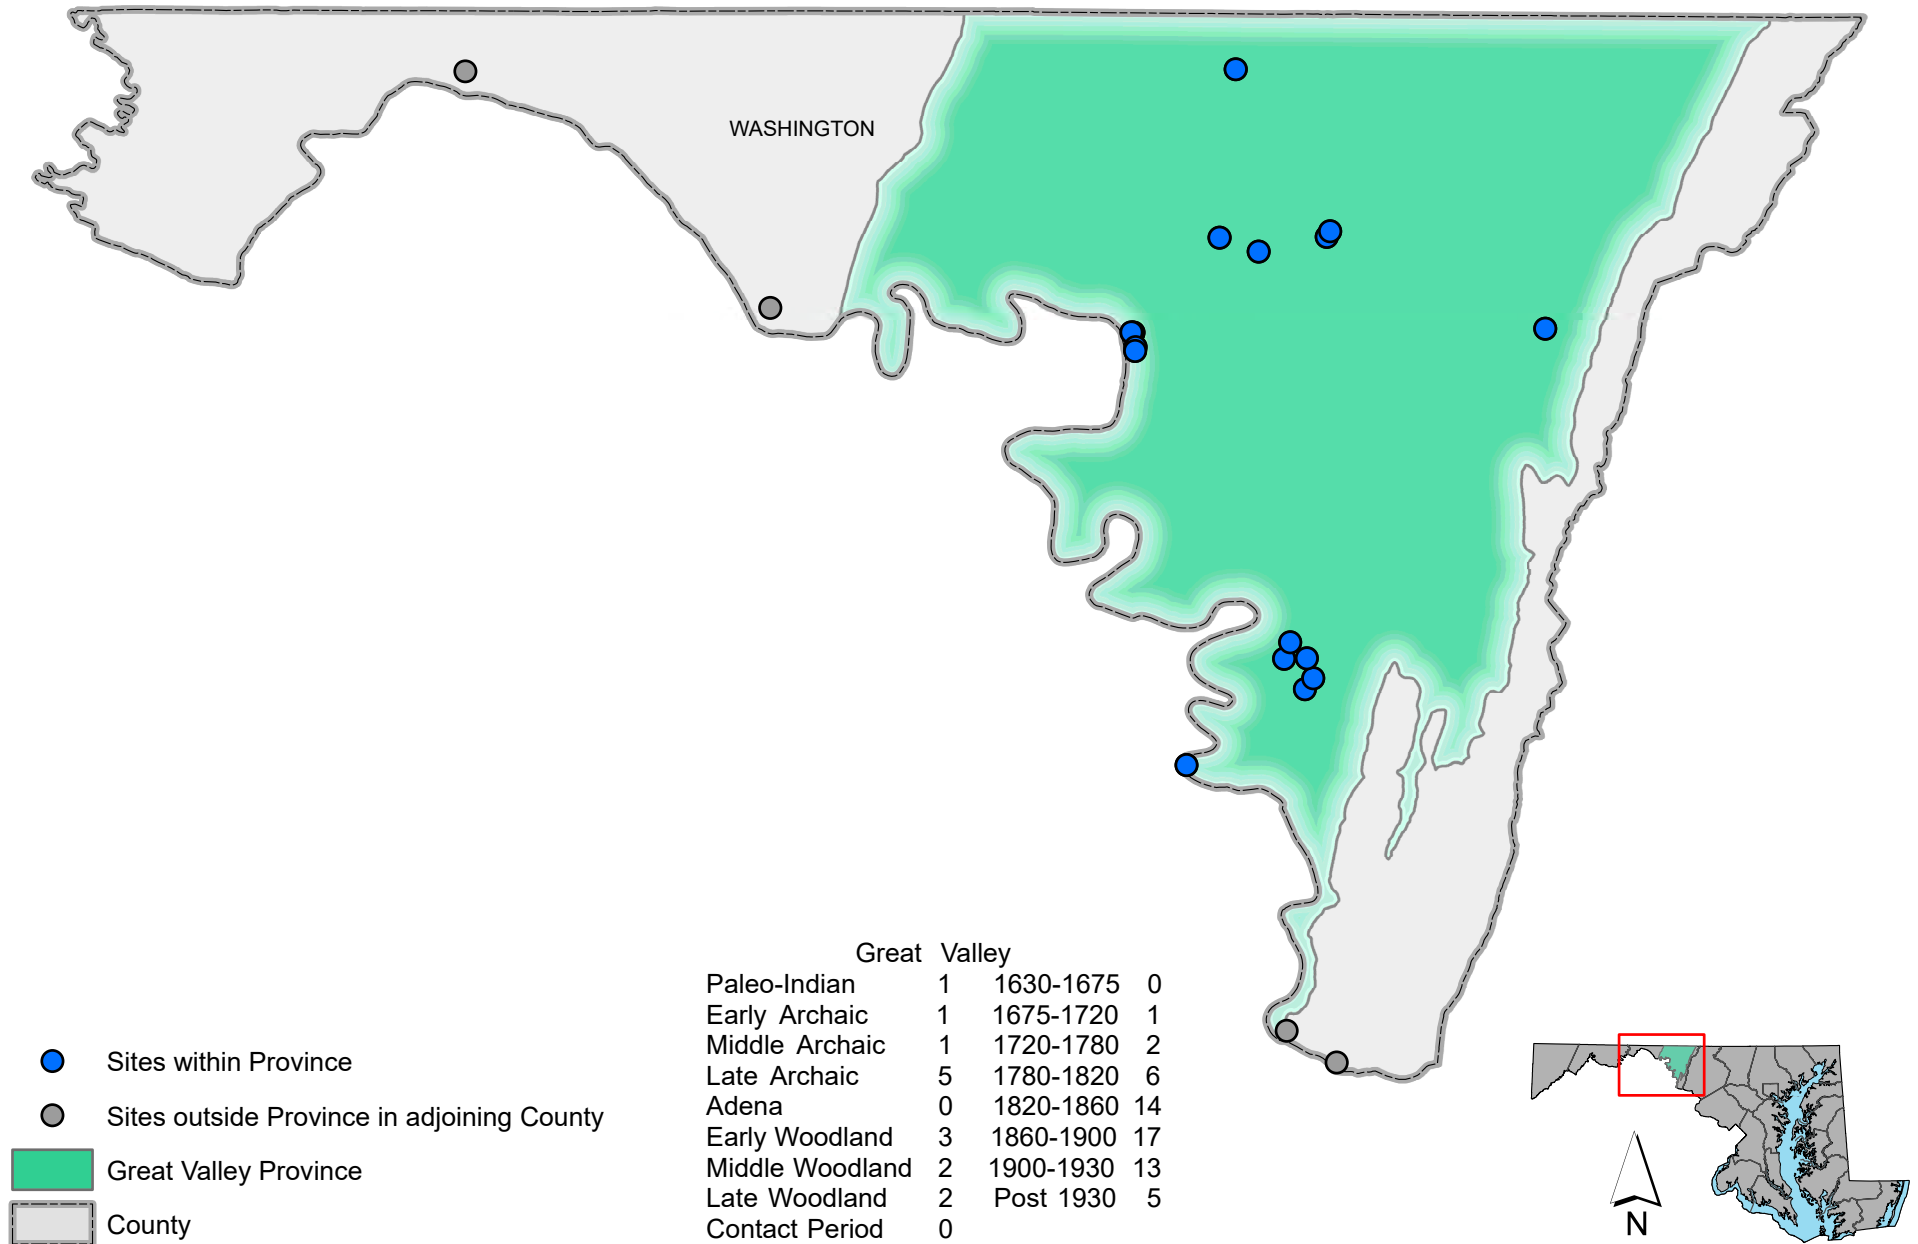 WASHINGTON
Great Valley
Paleo-Indian 1 1630-1675 0
Early Archaic 1 1675-1720 1
Middle Archaic 1 1720-1780 2
Late Archaic 5 1780-1820 6
Adena 0 1820-1860 14
Early Woodland 3 1860-1900 17
Middle Woodland 2 1900-1930 13
Late Woodland 2 Post 1930 5
Contact Period 0
Sites within Province
Sites outside Province in adjoining County
Great Valley Province
County
N